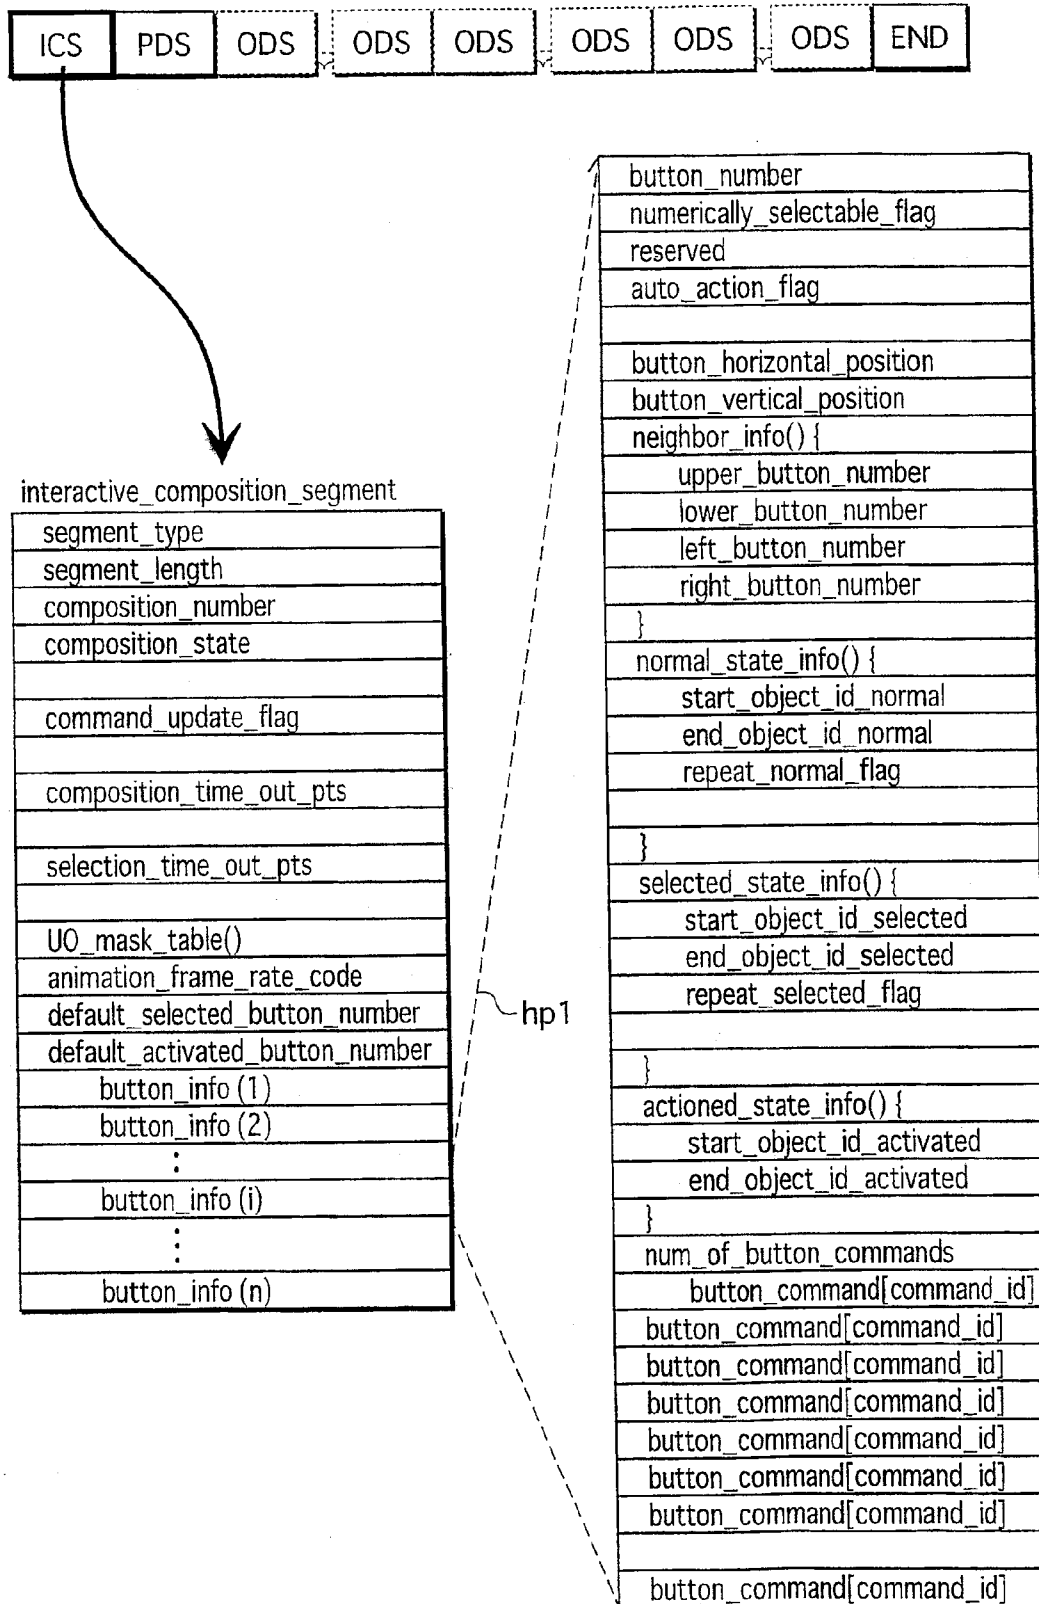 ICS PDS ODS ODS ODS ODS ODS ODS END
interactive_composition_segment
segment_type
segment_length
composition_number
composition_state
command_update_flag
composition_time_out_pts
selection_time_out_pts
UO_mask_table()
animation_frame_rate_code
default_selected_button_number
default_activated_button_number
button_info (1)
button_info (2)
⋮
button_info (i)
⋮
button_info (n)
hp1
button_number
numerically_selectable_flag
reserved
auto_action_flag
button_horizontal_position
button_vertical_position
neighbor_info() {
upper_button_number
lower_button_number
left_button_number
right_button_number
}
normal_state_info() {
start_object_id_normal
end_object_id_normal
repeat_normal_flag
}
selected_state_info() {
start_object_id_selected
end_object_id_selected
repeat_selected_flag
}
actioned_state_info() {
start_object_id_activated
end_object_id_activated
}
num_of_button_commands
button_command[command_id]
button_command[command_id]
button_command[command_id]
button_command[command_id]
button_command[command_id]
button_command[command_id]
button_command[command_id]
button_command[command_id]